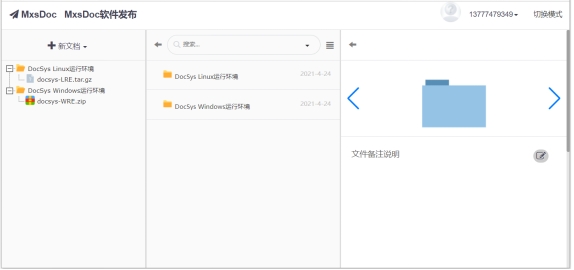 MxsDoc MxsDoc软件发布 13777479349 切换模式
新文档
DocSys Linux运行环境
docsys-LRE.tar.gz
DocSys Windows运行环境
docsys-WRE.zip
搜索...
DocSys Linux运行环境 2021-4-24
DocSys Windows运行环境 2021-4-24
文件备注说明